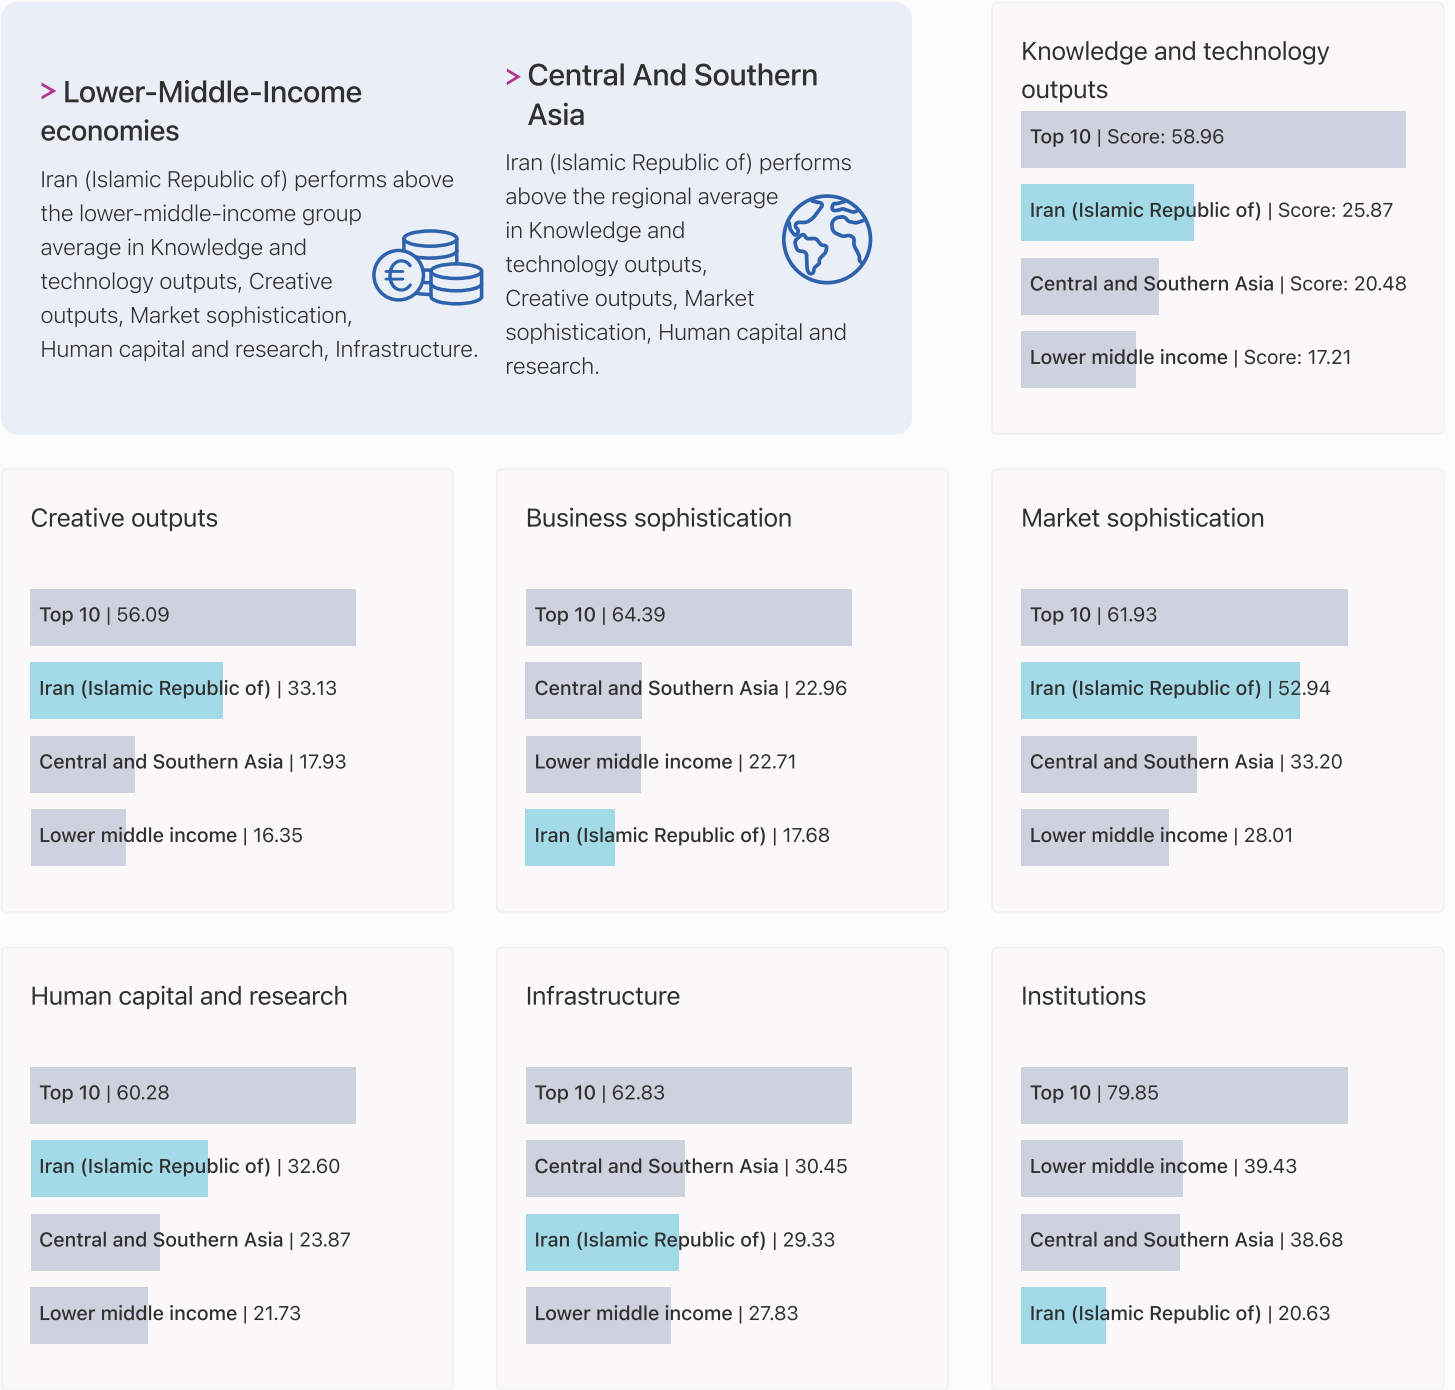 > Lower-Middle-Income
economies
Iran (Islamic Republic of) performs above
the lower-middle-income group
average in Knowledge and
technology outputs, Creative
outputs, Market sophistication,
Human capital and research, Infrastructure.
€
> Central And Southern
Asia
Iran (Islamic Republic of) performs
above the regional average
in Knowledge and
technology outputs,
Creative outputs, Market
sophistication, Human capital and
research.
Knowledge and technology
outputs
Top 10 | Score: 58.96
Iran (Islamic Republic of) | Score: 25.87
Central and Southern Asia | Score: 20.48
Lower middle income | Score: 17.21
Creative outputs
Top 10 | 56.09
Iran (Islamic Republic of) | 33.13
Central and Southern Asia | 17.93
Lower middle income | 16.35
Business sophistication
Top 10 | 64.39
Central and Southern Asia | 22.96
Lower middle income | 22.71
Iran (Islamic Republic of) | 17.68
Market sophistication
Top 10 | 61.93
Iran (Islamic Republic of) | 52.94
Central and Southern Asia | 33.20
Lower middle income | 28.01
Human capital and research
Top 10 | 60.28
Iran (Islamic Republic of) | 32.60
Central and Southern Asia | 23.87
Lower middle income | 21.73
Infrastructure
Top 10 | 62.83
Central and Southern Asia | 30.45
Iran (Islamic Republic of) | 29.33
Lower middle income | 27.83
Institutions
Top 10 | 79.85
Lower middle income | 39.43
Central and Southern Asia | 38.68
Iran (Islamic Republic of) | 20.63